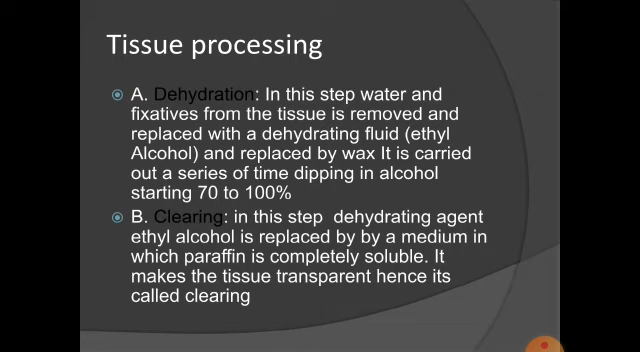 Tissue processing
A. Dehydration: In this step water and
fixatives from the tissue is removed and
replaced with a dehydrating fluid (ethyl
Alcohol) and replaced by wax It is carried
out a series of time dipping in alcohol
starting 70 to 100%
B. Clearing: in this step dehydrating agent
ethyl alcohol is replaced by by a medium in
which paraffin is completely soluble. It
makes the tissue transparent hence its
called clearing